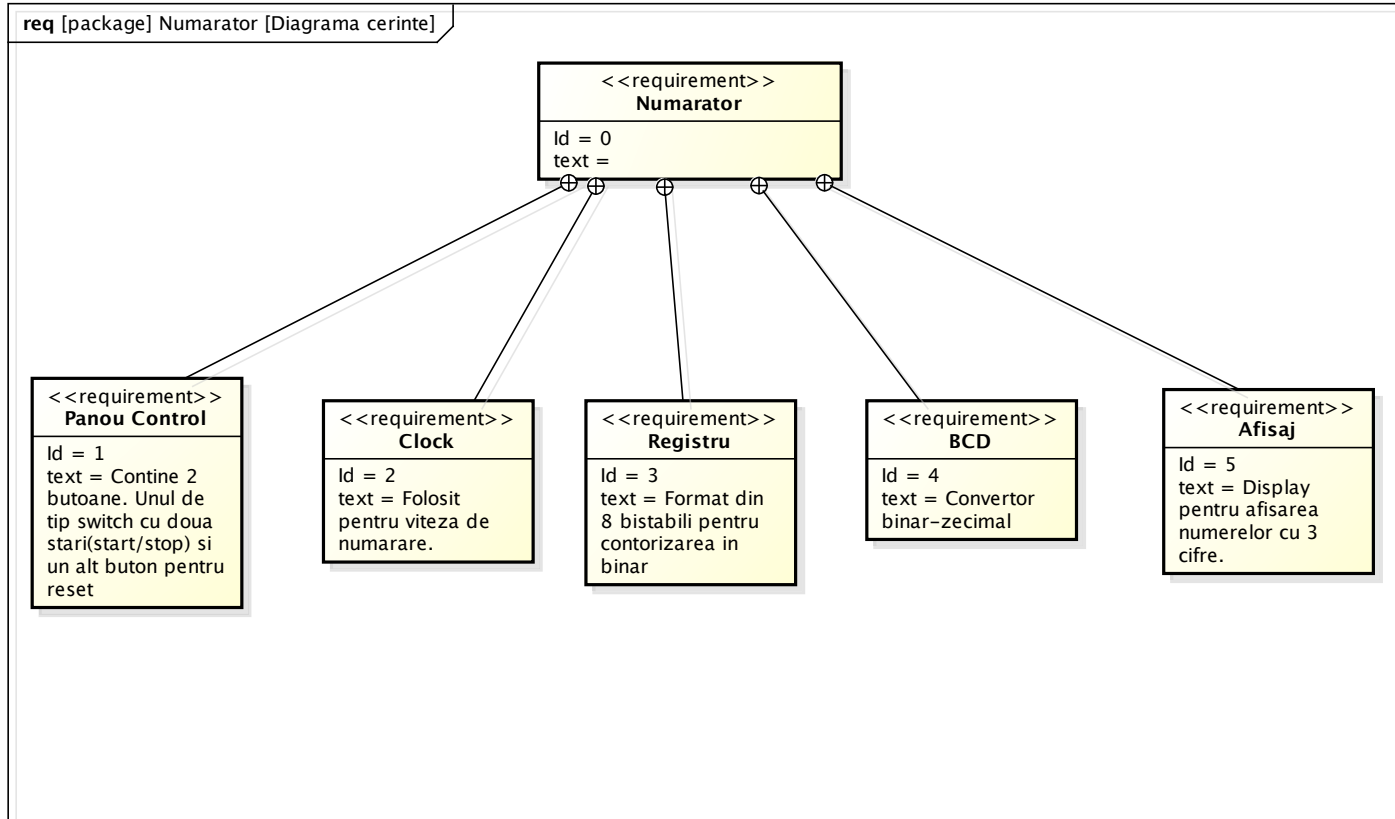 req [package] Numarator [Diagrama cerinte]
<<requirement>>
Numarator
Id = 0
text =
<<requirement>>
Panou Control
Id = 1
text = Contine 2
butoane. Unul de
tip switch cu doua
stari(start/stop) si
un alt buton pentru
reset
<<requirement>>
Clock
Id = 2
text = Folosit
pentru viteza de
numarare.
<<requirement>>
Registru
Id = 3
text = Format din
8 bistabili pentru
contorizarea in
binar
<<requirement>>
BCD
Id = 4
text = Convertor
binar-zecimal
<<requirement>>
Afisaj
Id = 5
text = Display
pentru afisarea
numerelor cu 3
cifre.